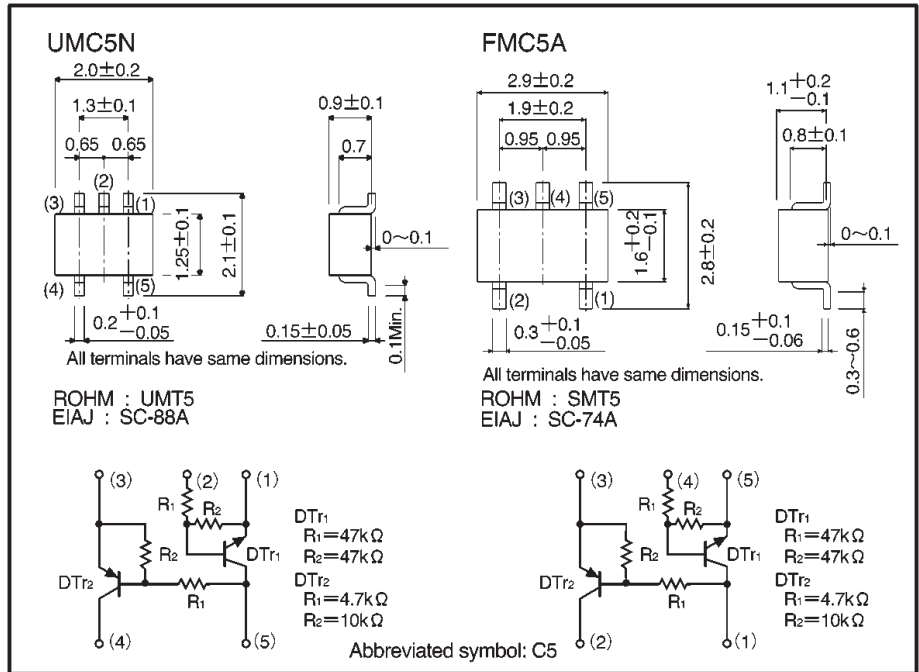 UMC5N
2.0±0.2
1.3±0.1
0.65 0.65
(2)
(3) (1)
(4) (5)
1.25±0.1
2.1±0.1
0.2 +0.1 −0.05
0.9±0.1
0.7
0～0.1
0.15±0.05
0.1Min.
All terminals have same dimensions.
ROHM : UMT5
EIAJ : SC-88A
FMC5A
2.9±0.2
1.9±0.2
0.95 0.95
(3) (4) (5)
(2) (1)
1.6 +0.2 −0.1
2.8±0.2
0.3 +0.1 −0.05
1.1 +0.2 −0.1
0.8±0.1
0～0.1
0.15 +0.1 −0.06
0.3～0.6
All terminals have same dimensions.
ROHM : SMT5
EIAJ : SC-74A
(3) (2) (1)
R1
R2
R2
DTr1
DTr2
R1
(4) (5)
DTr1
R1=47kΩ
R2=47kΩ
DTr2
R1=4.7kΩ
R2=10kΩ
(3) (4) (5)
R1
R2
R2
DTr1
DTr2
R1
(2) (1)
DTr1
R1=47kΩ
R2=47kΩ
DTr2
R1=4.7kΩ
R2=10kΩ
Abbreviated symbol: C5